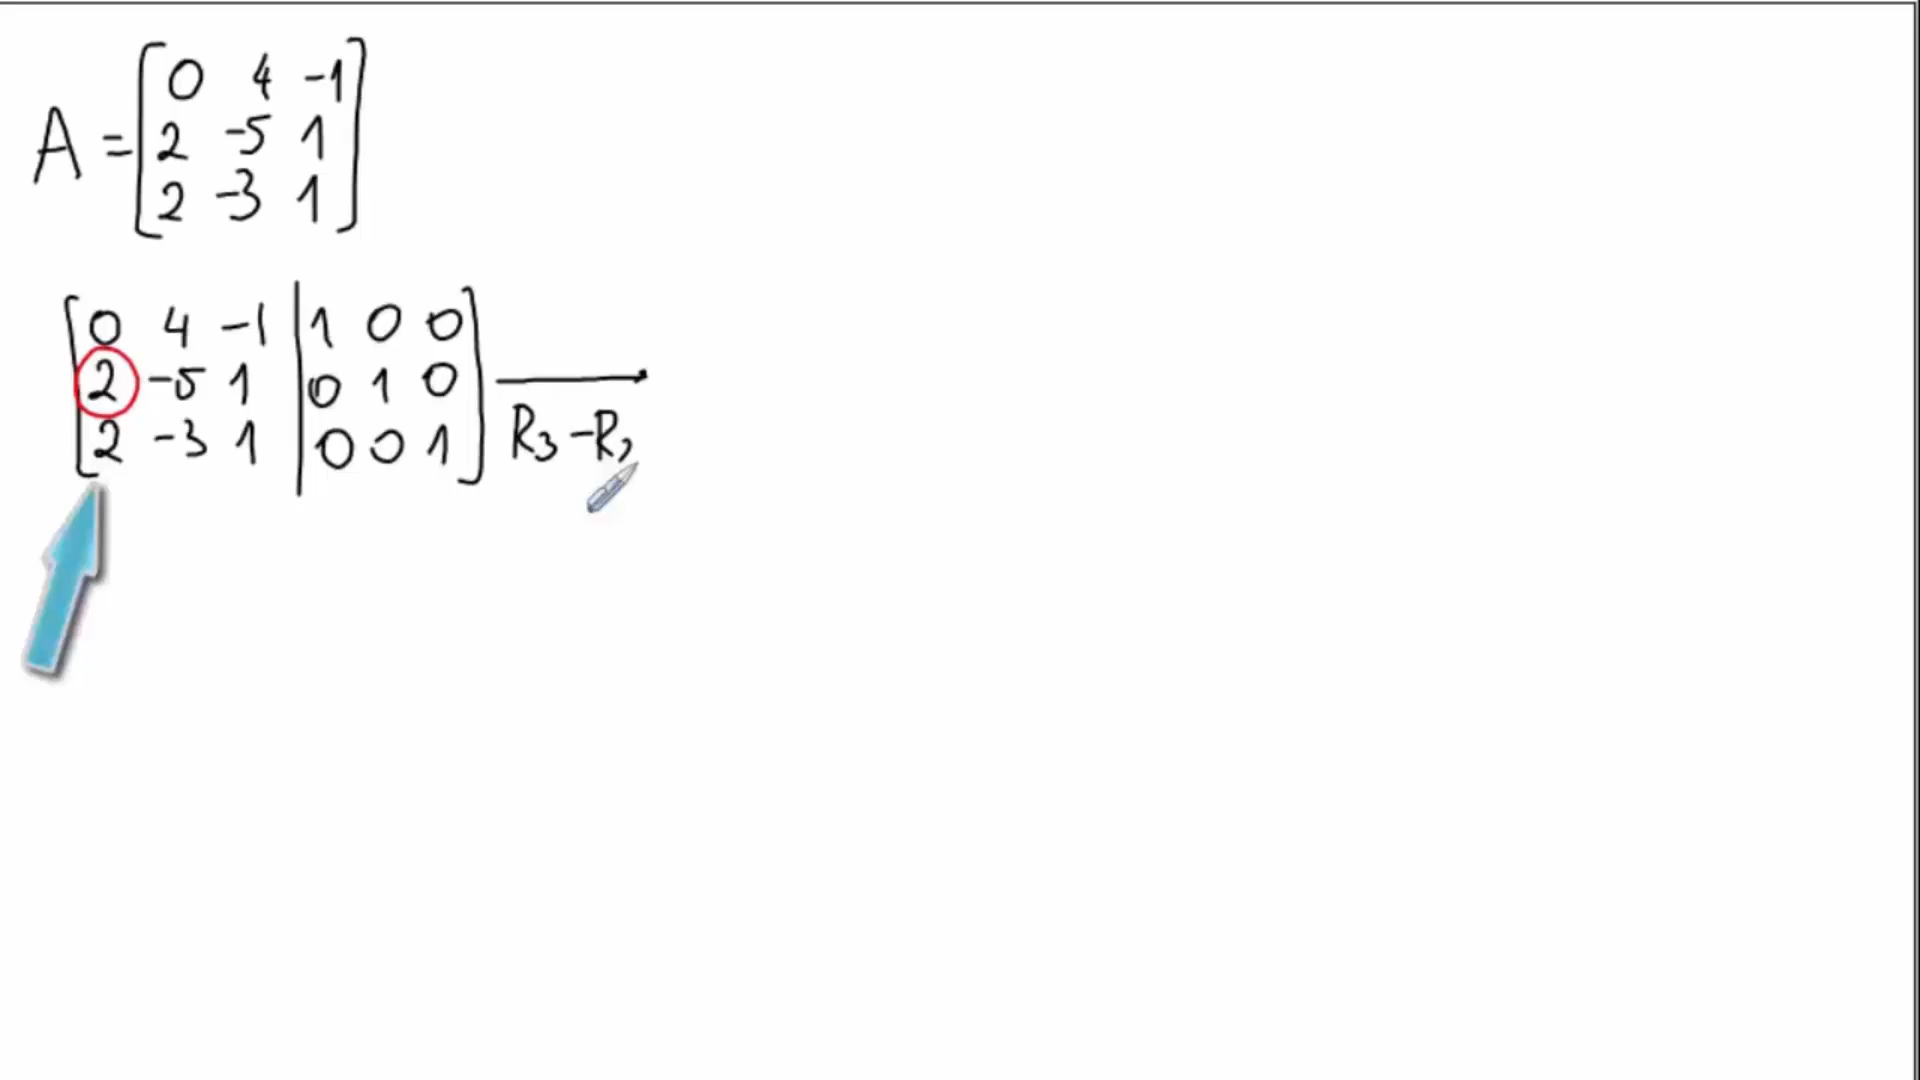 A = [0 4 -1
2 -5 1
2 -3 1]
[0 4 -1 | 1 0 0
2 -5 1 | 0 1 0
2 -3 1 | 0 0 1]
R3 - R